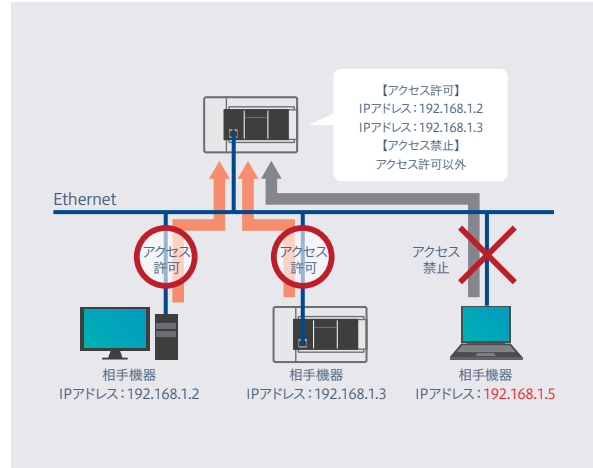 【アクセス許可】
IPアドレス：192.168.1.2
IPアドレス：192.168.1.3
【アクセス禁止】
アクセス許可以外
Ethernet
アクセス
許可
アクセス
許可
アクセス
禁止
相手機器
IPアドレス：192.168.1.2
相手機器
IPアドレス：192.168.1.3
相手機器
IPアドレス：192.168.1.5